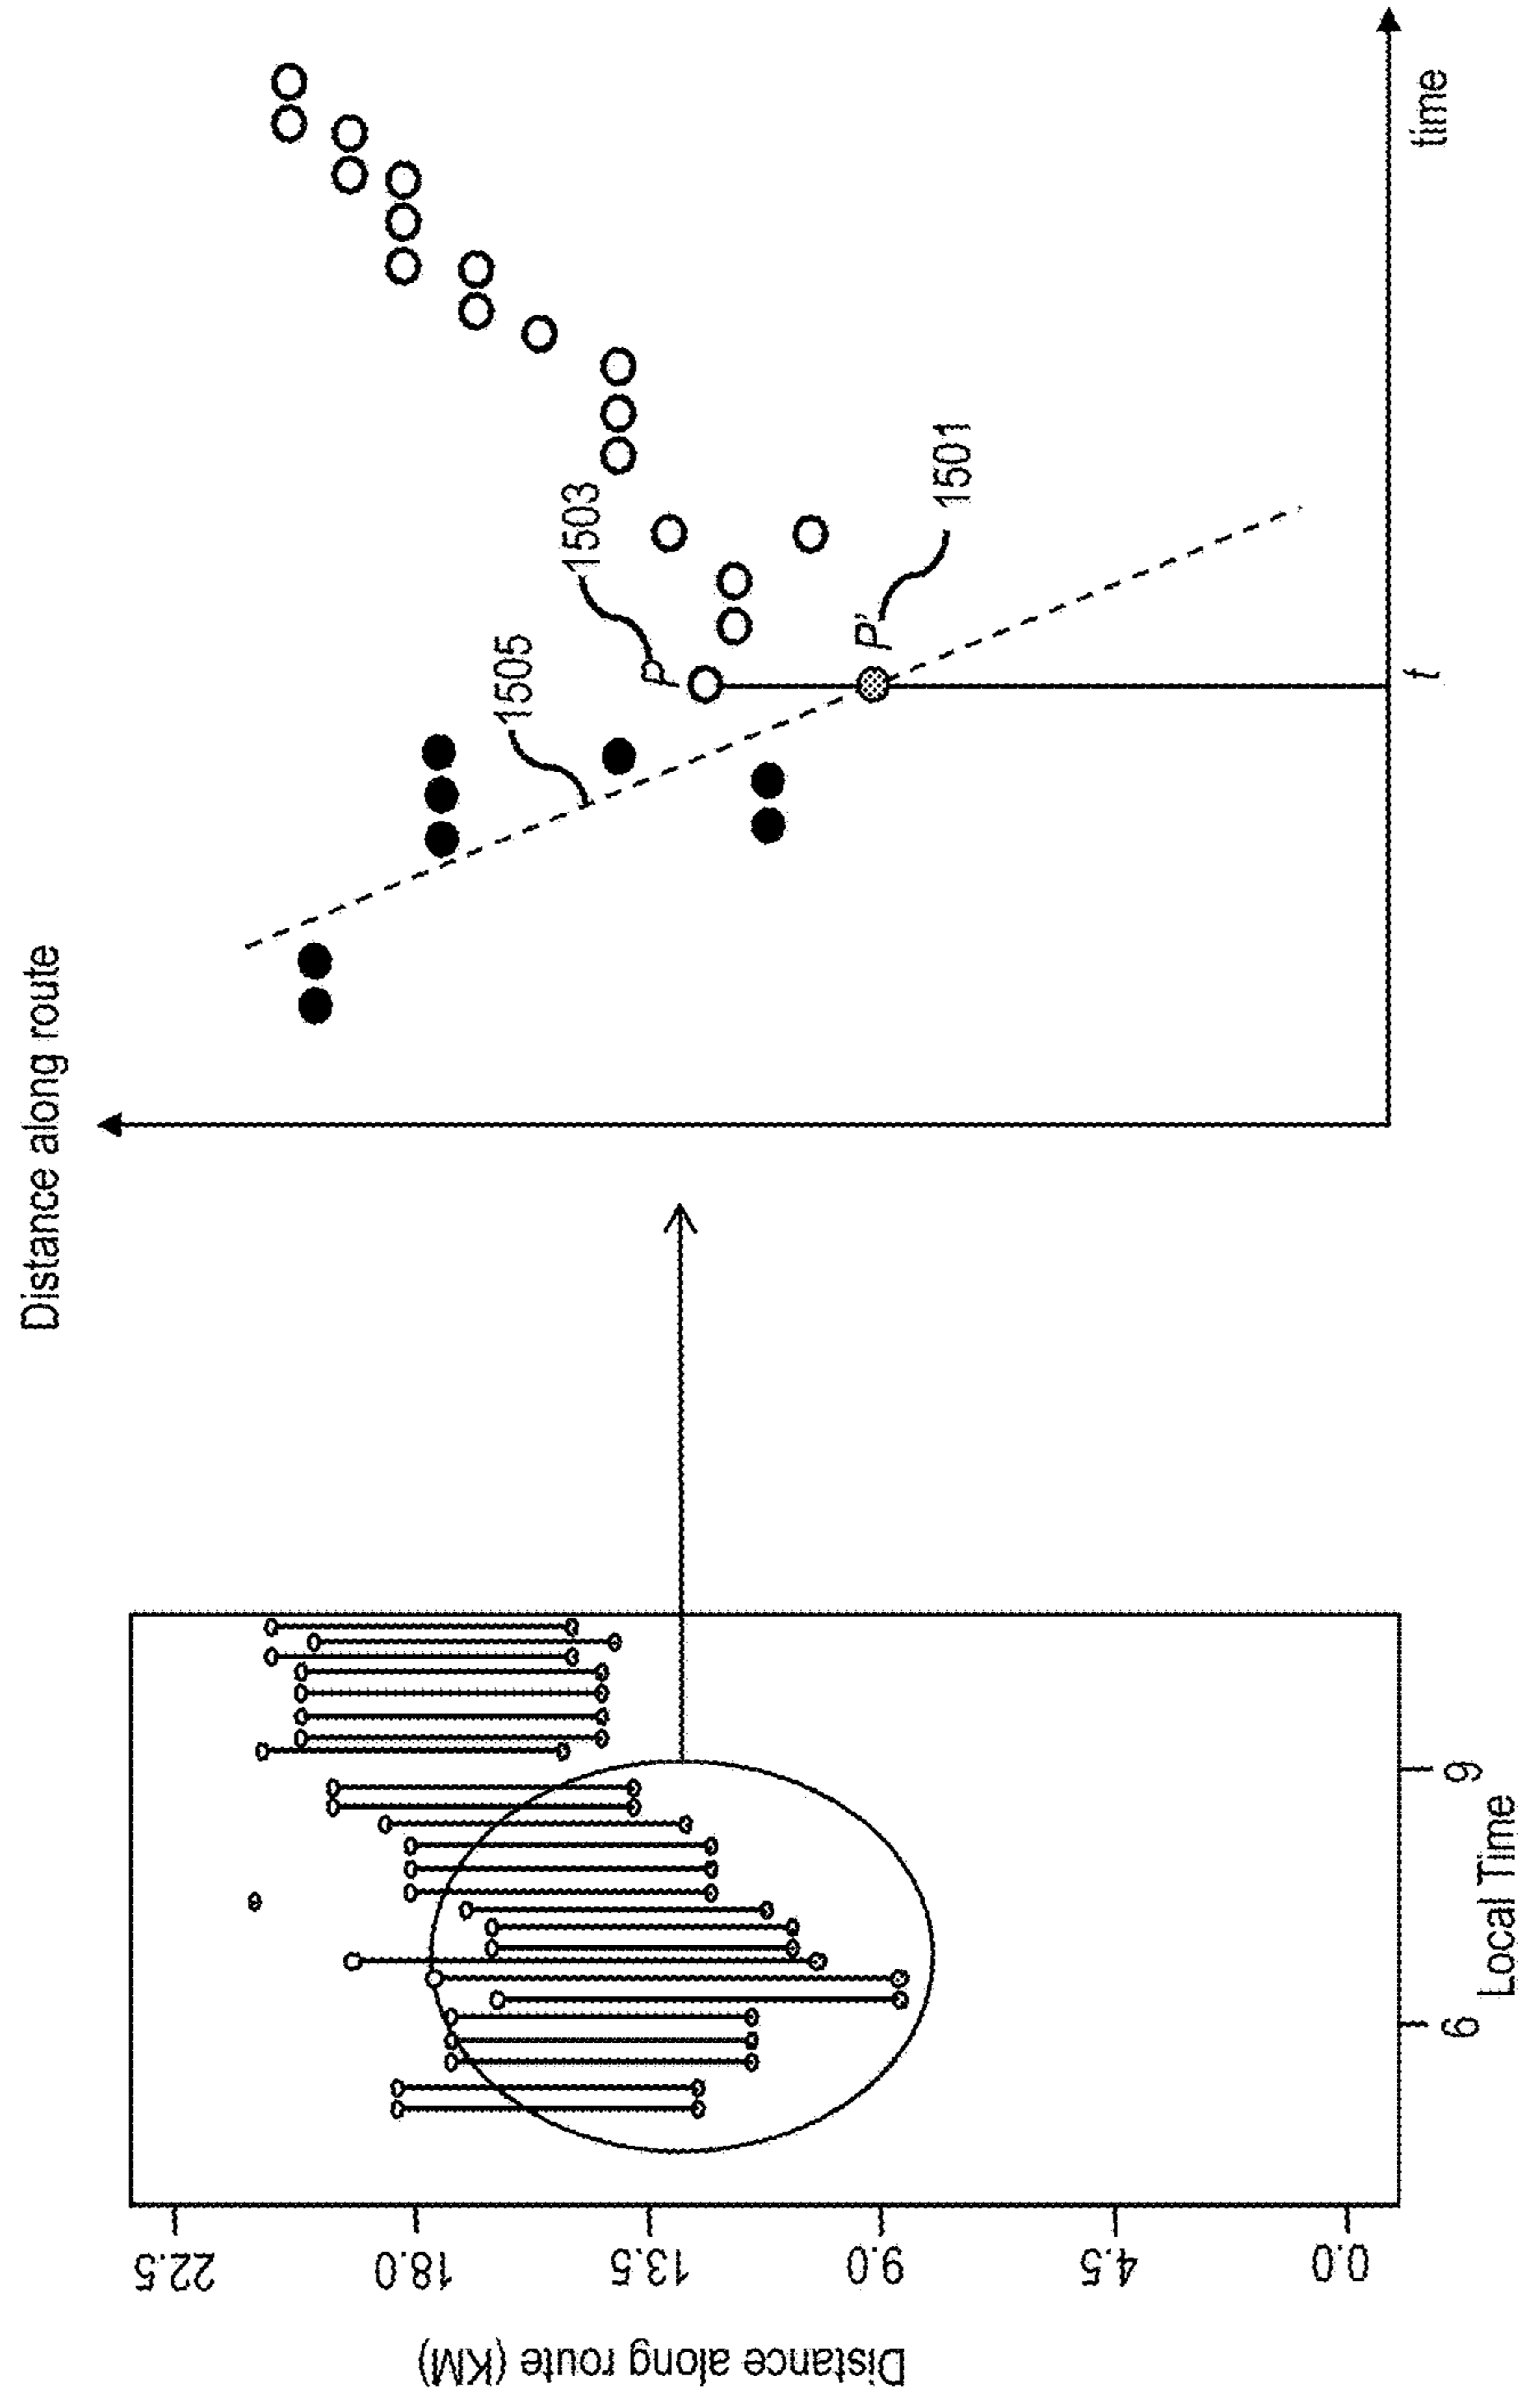 Distance along route (KM)
22.5
18.0
13.5
9.0
4.5
0.0
6
9
Local Time
Distance along route
1505
1503
P
P'
1501
t
time